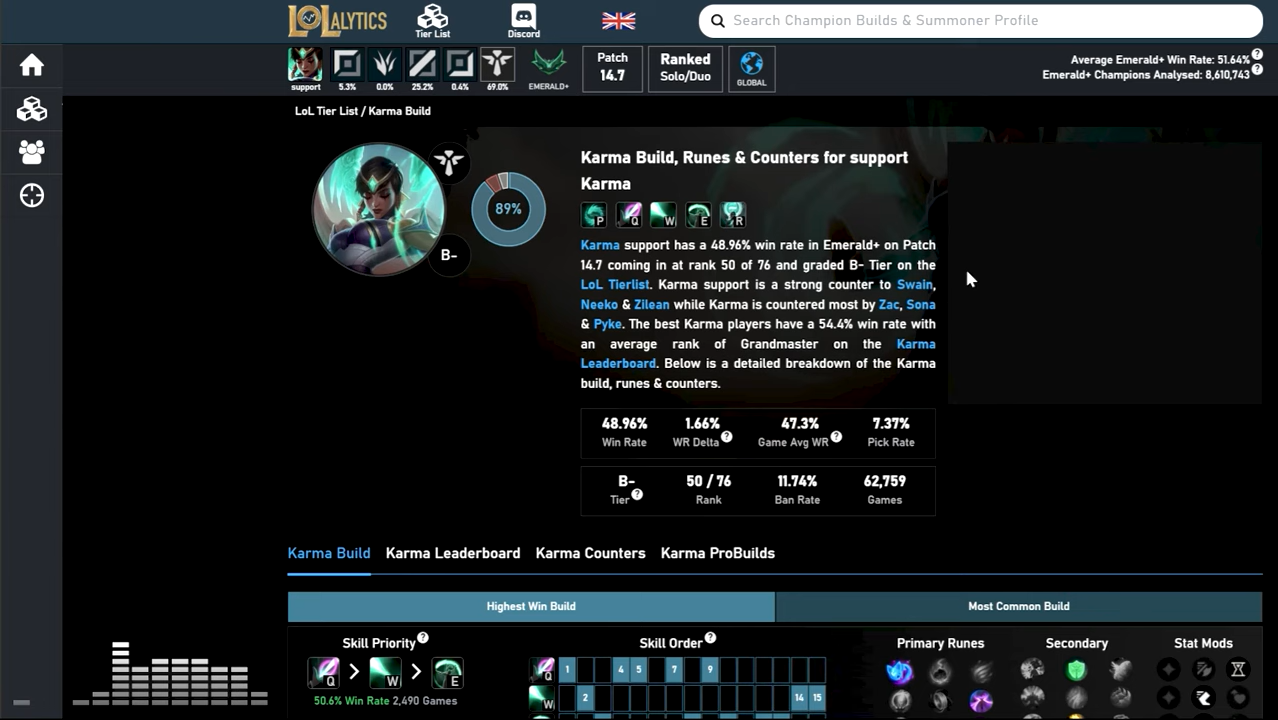 LOLALYTICS
Tier List
Discord
Search Champion Builds & Summoner Profile
support
5.3%
0.0%
25.2%
0.4%
69.0%
EMERALD+
Patch
14.7
Ranked
Solo/Duo
GLOBAL
Average Emerald+ Win Rate: 51.64% ?
Emerald+ Champions Analysed: 8,610,743 ?
LoL Tier List / Karma Build
89%
B-
Karma Build, Runes & Counters for support
Karma
P Q W E R
Karma support has a 48.96% win rate in Emerald+ on Patch
14.7 coming in at rank 50 of 76 and graded B- Tier on the
LoL Tierlist. Karma support is a strong counter to Swain,
Neeko & Zilean while Karma is countered most by Zac, Sona
& Pyke. The best Karma players have a 54.4% win rate with
an average rank of Grandmaster on the Karma
Leaderboard. Below is a detailed breakdown of the Karma
build, runes & counters.
48.96% 1.66% 47.3% 7.37%
Win Rate WR Delta ? Game Avg WR ? Pick Rate
B- 50 / 76 11.74% 62,759
Tier ? Rank Ban Rate Games
Karma Build Karma Leaderboard Karma Counters Karma ProBuilds
Highest Win Build Most Common Build
Skill Priority ? Skill Order ? Primary Runes Secondary Stat Mods
Q > W > E
50.6% Win Rate 2,490 Games
Q 1 4 5 7 9
W 2 14 15